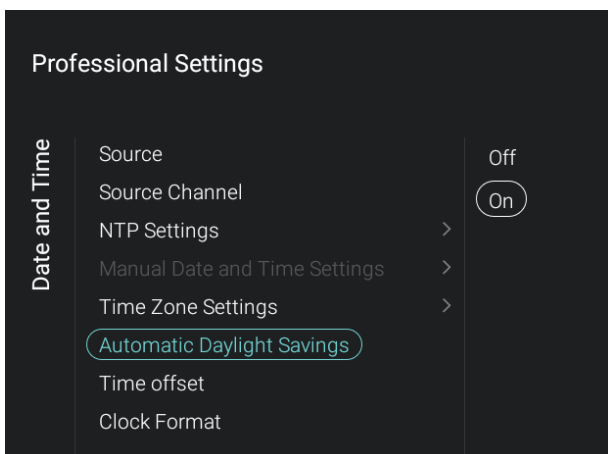 Professional Settings
Date and Time
Source
Source Channel
NTP Settings
Manual Date and Time Settings
Time Zone Settings
Automatic Daylight Savings
Time offset
Clock Format
Off
On